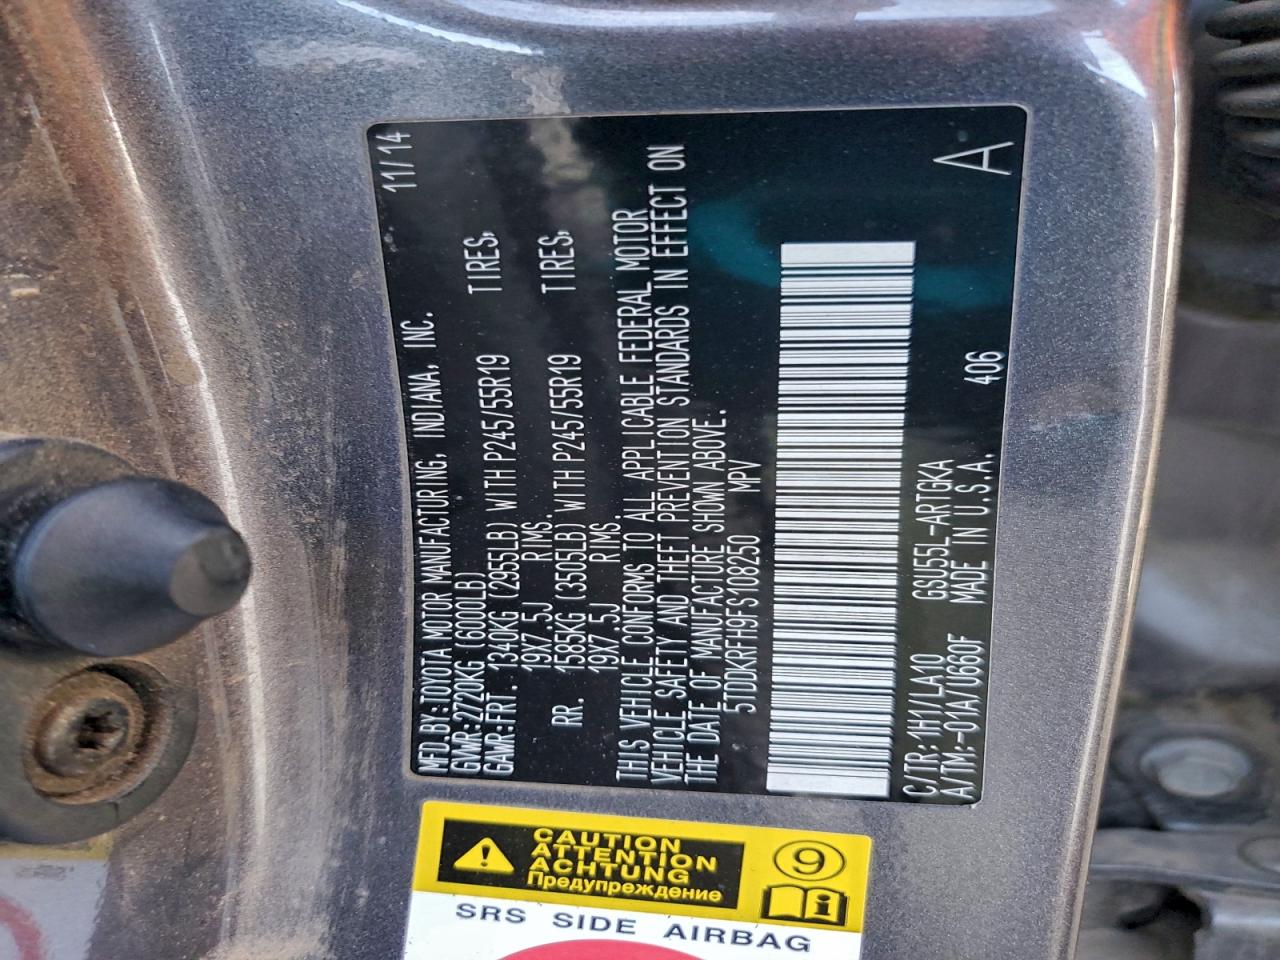 MFD BY: TOYOTA MOTOR MANUFACTURING, INDIANA, INC. 11/14
GVWR: 2720KG (6000LB)
GAWR: FRT. 1340KG (2955LB) WITH P245/55R19 TIRES,
19X7.5J RIMS.
RR. 1585KG (3505LB) WITH P245/55R19 TIRES,
19X7.5J RIMS.
THIS VEHICLE CONFORMS TO ALL APPLICABLE FEDERAL MOTOR
VEHICLE SAFETY AND THEFT PREVENTION STANDARDS IN EFFECT ON
THE DATE OF MANUFACTURE SHOWN ABOVE.
5TDDKRFH9FS108250 MPV
C/TR: 1H1/LA10 GSU55L-ARTGKA
A/TM: -01A/U660F MADE IN U.S.A. 406 A
CAUTION
ATTENTION
ACHTUNG
Предупреждение
9
i
SRS SIDE AIRBAG